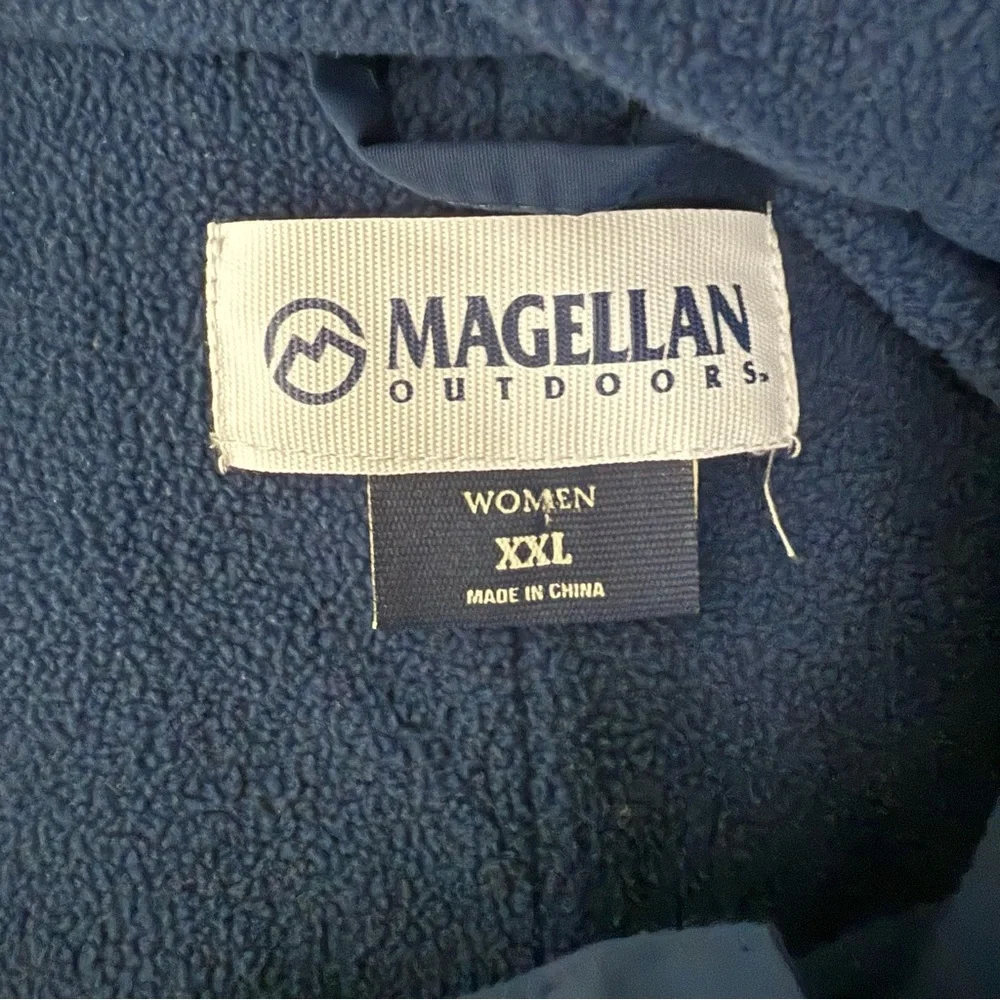 MAGELLAN
OUTDOORS
WOMEN
XXL
MADE IN CHINA